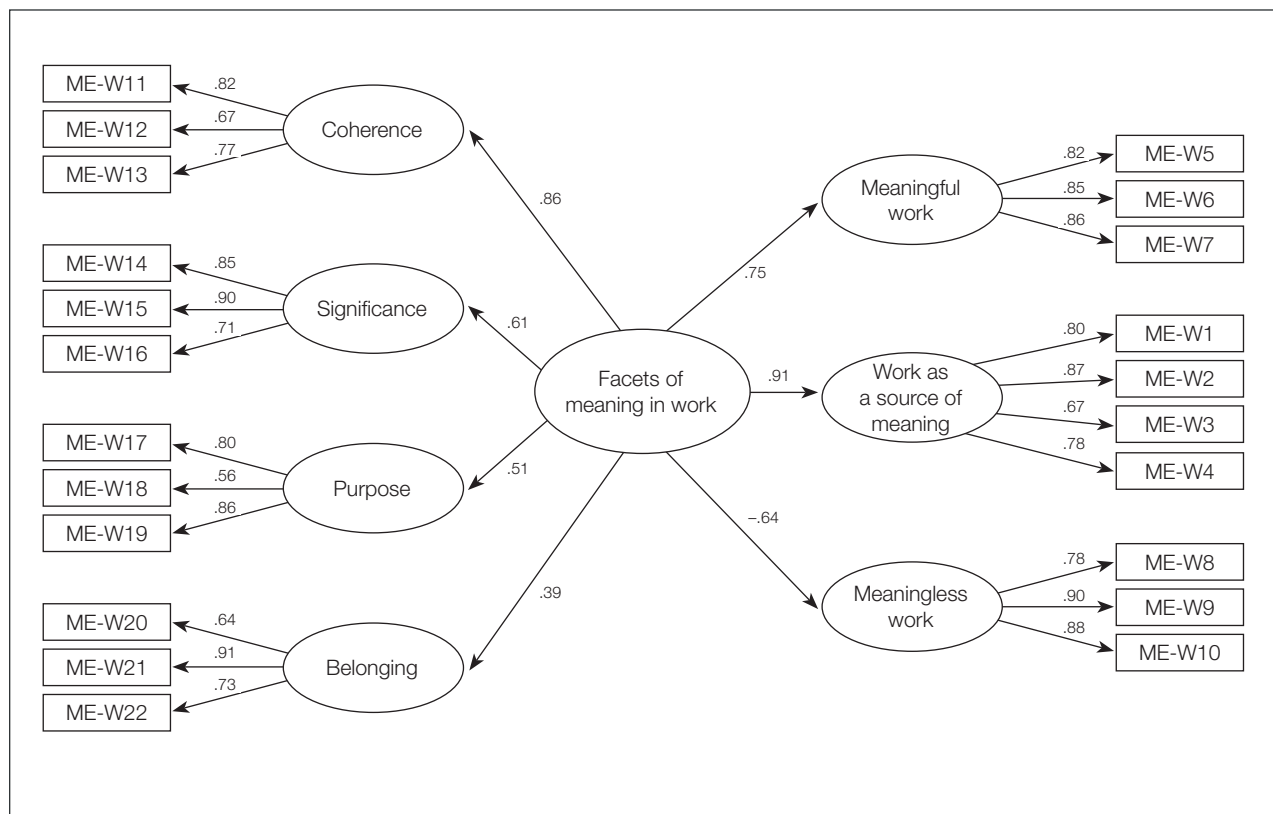 ME-W11
ME-W12
ME-W13
.82
.67
.77
Coherence
ME-W14
ME-W15
ME-W16
.85
.90
.71
Significance
ME-W17
ME-W18
ME-W19
.80
.56
.86
Purpose
ME-W20
ME-W21
ME-W22
.64
.91
.73
Belonging
.86
.61
.51
.39
Facets of
meaning in work
.75
.91
–.64
Meaningful
work
.82
.85
.86
ME-W5
ME-W6
ME-W7
Work as
a source of
meaning
.80
.87
.67
.78
ME-W1
ME-W2
ME-W3
ME-W4
Meaningless
work
.78
.90
.88
ME-W8
ME-W9
ME-W10